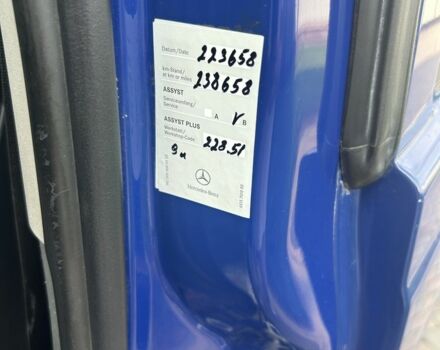 Datum/Date: 223658
km-Stand/
at km or miles 238658
ASSYST
Serviceumfang/
Service A V B
ASSYST PLUS
Werkstatt-/
Workshop-Code 228.51
Mercedes-Benz